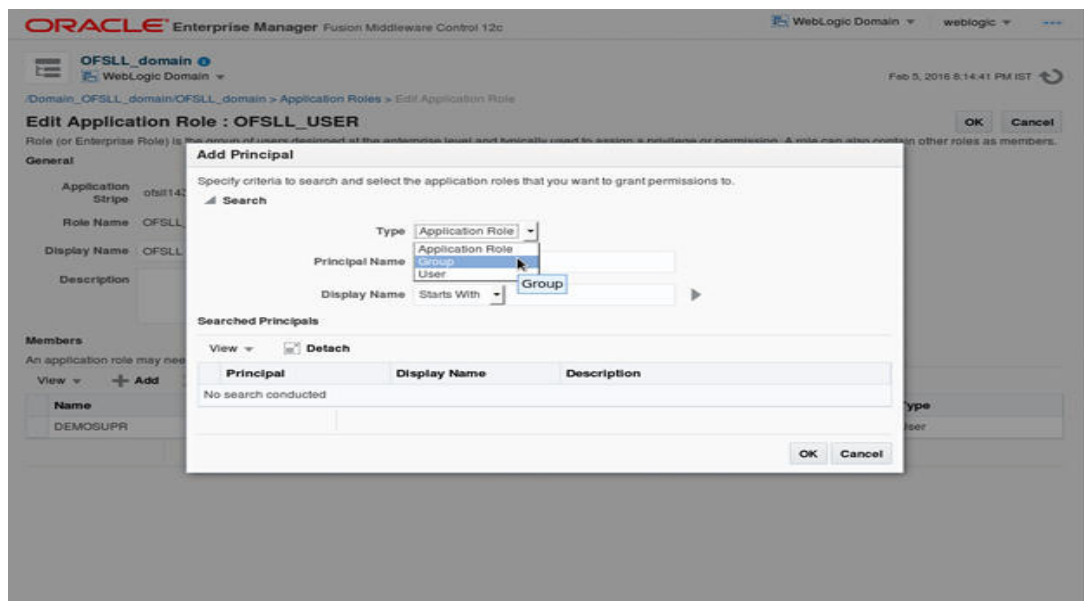 ORACLE Enterprise Manager Fusion Middleware Control 12c
WebLogic Domain
weblogic
OFSLL_domain
WebLogic Domain
Feb 5, 2016 8:14:41 PM IST
/Domain_OFSLL_domain/OFSLL_domain > Application Roles > Edit Application Role
Edit Application Role : OFSLL_USER
OK
Cancel
Role (or Enterprise Role) is the group of users designed at the enterprise level and typically used to assign a privilege or permission. A role can also contain other roles as members.
General
Application Stripe
Role Name OFSLL_
Display Name OFSLL
Description
Members
An application role may nee
View
Add
Name
Type
DEMOSUPR
User
Add Principal
Specify criteria to search and select the application roles that you want to grant permissions to.
Search
Type Application Role
Application Role
Group
User
Principal Name
Group
Display Name Starts With
Searched Principals
View
Detach
Principal
Display Name
Description
No search conducted
OK
Cancel